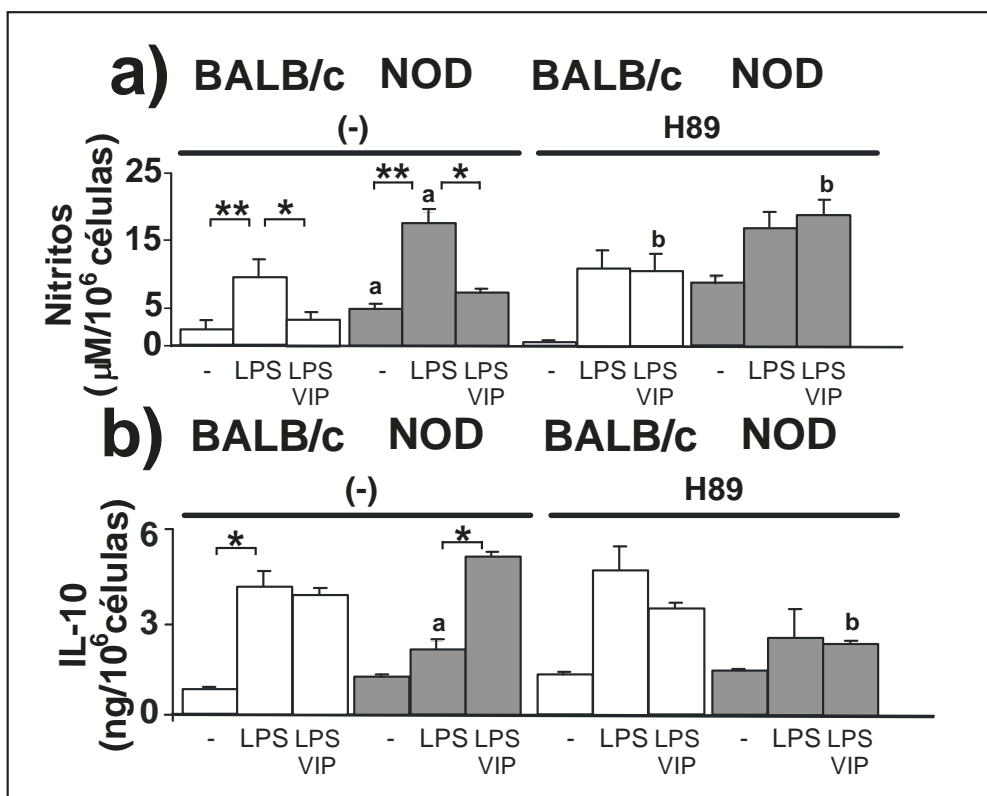 a) BALB/c NOD BALB/c NOD
(-) H89
Nitritos
(µM/10⁶ células)
25
15
5
0
** * ** a * a b b
- LPS LPS VIP - LPS LPS VIP - LPS LPS VIP - LPS LPS VIP
b) BALB/c NOD BALB/c NOD
(-) H89
IL-10
(ng/10⁶células)
6
3
0
* a * b
- LPS LPS VIP - LPS LPS VIP - LPS LPS VIP - LPS LPS VIP